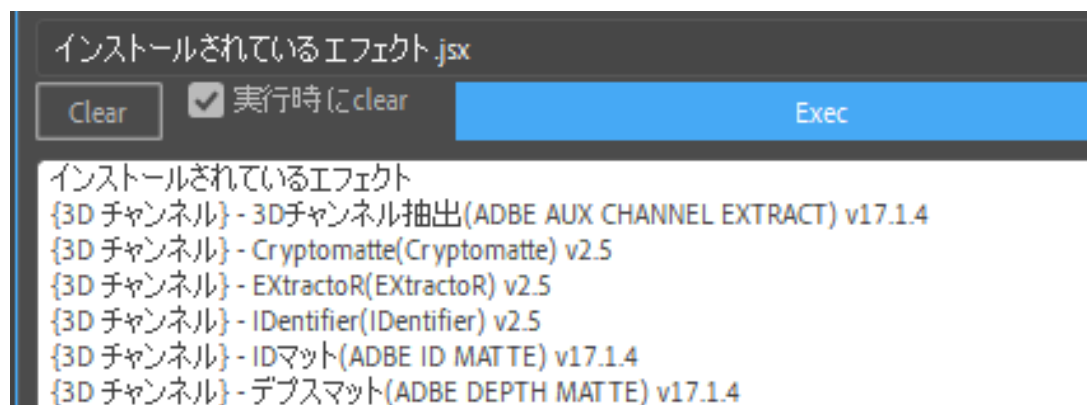 インストールされているエフェクト.jsx
Clear 実行時にclear Exec
インストールされているエフェクト
{3D チャンネル} - 3Dチャンネル抽出(ADBE AUX CHANNEL EXTRACT) v17.1.4
{3D チャンネル} - Cryptomatte(Cryptomatte) v2.5
{3D チャンネル} - EXtractoR(EXtractoR) v2.5
{3D チャンネル} - IDentifier(IDentifier) v2.5
{3D チャンネル} - IDマット(ADBE ID MATTE) v17.1.4
{3D チャンネル} - デプスマット(ADBE DEPTH MATTE) v17.1.4